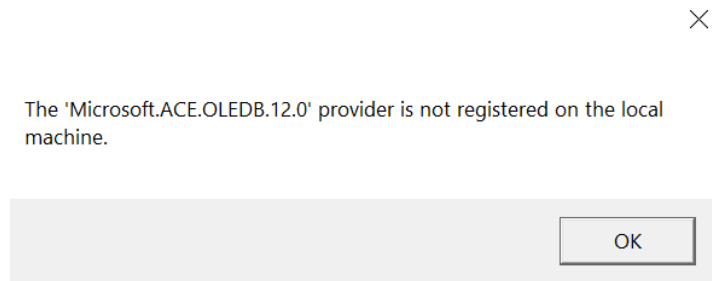 The 'Microsoft.ACE.OLEDB.12.0' provider is not registered on the local
machine.
OK